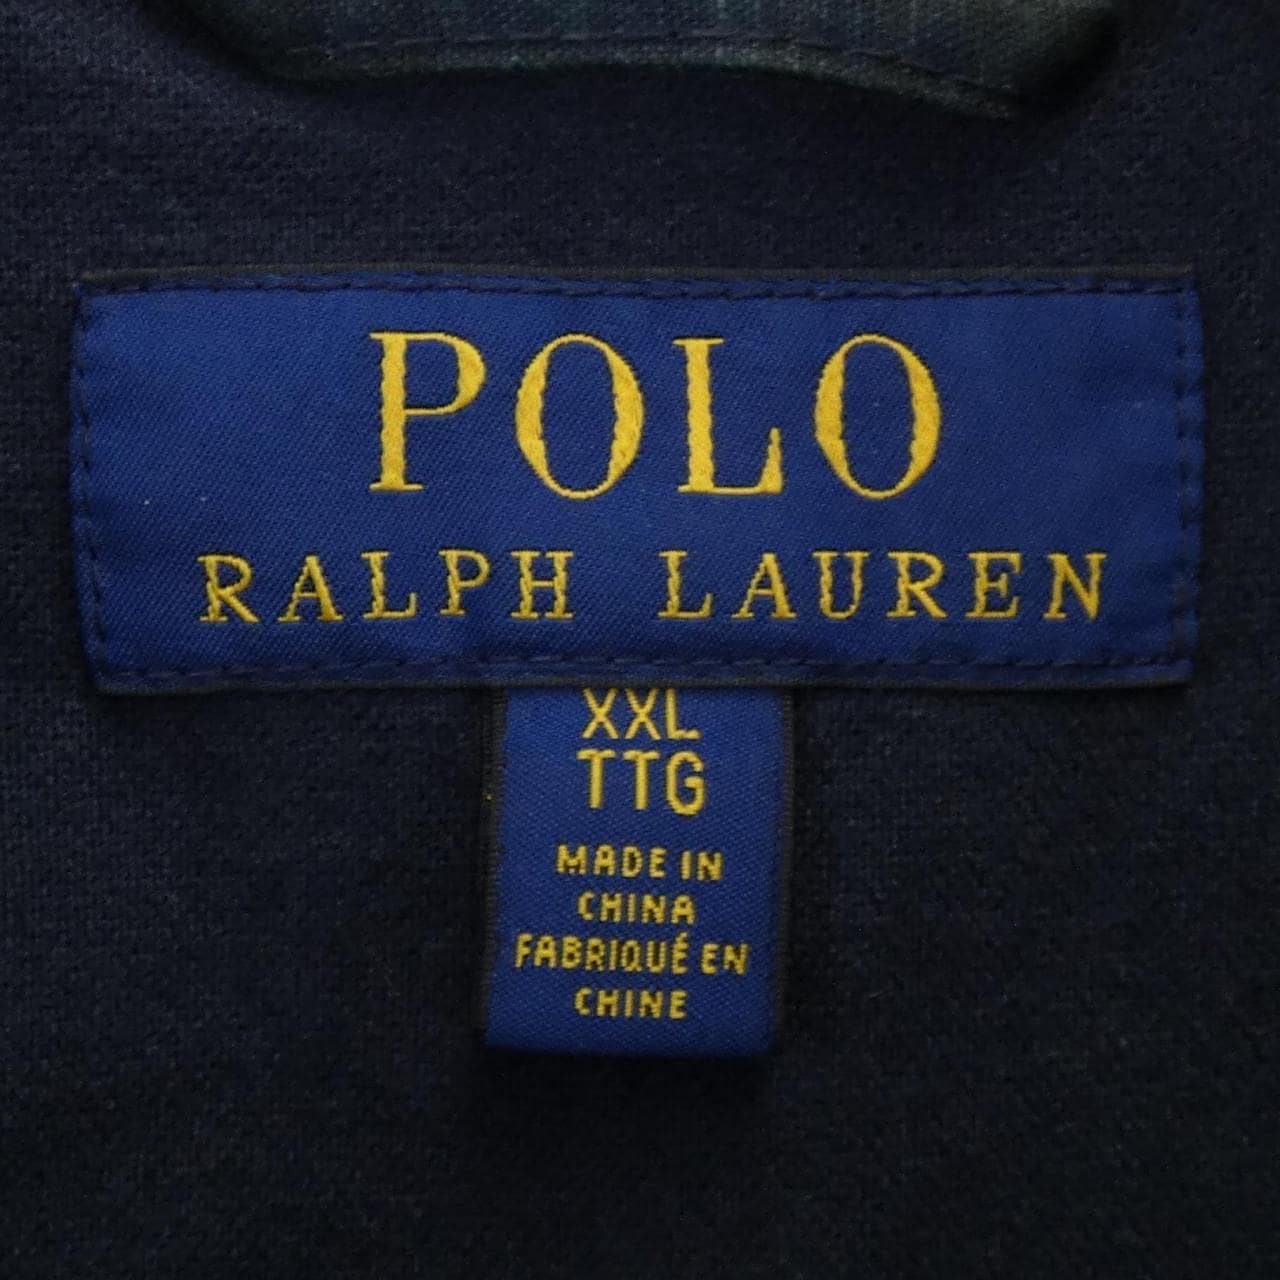 POLO
RALPH LAUREN
XXL
TTG
MADE IN
CHINA
FABRIQUÉ EN
CHINE